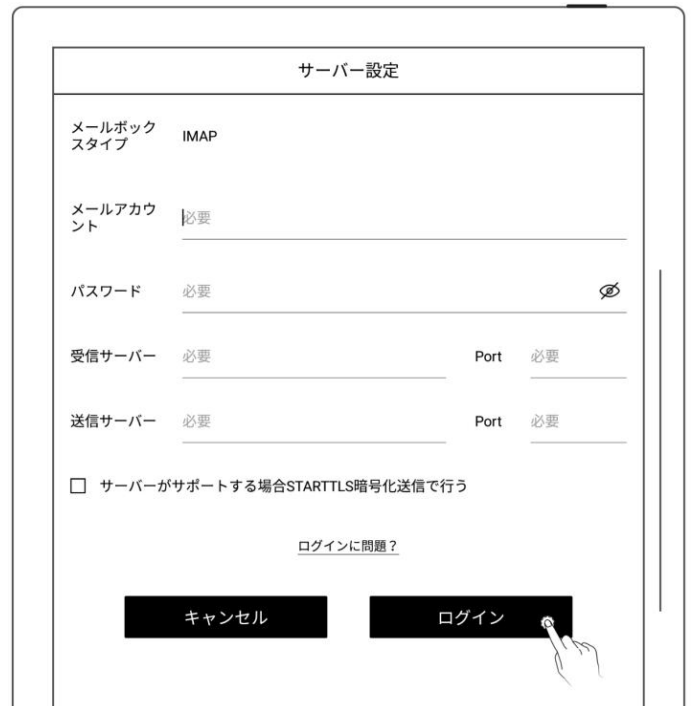 サーバー設定
メールボック
スタイプ
IMAP
メールアカウ
ント
必要
パスワード 必要
受信サーバー 必要 Port 必要
送信サーバー 必要 Port 必要
サーバーがサポートする場合STARTTLS暗号化送信で行う
ログインに問題？
キャンセル ログイン